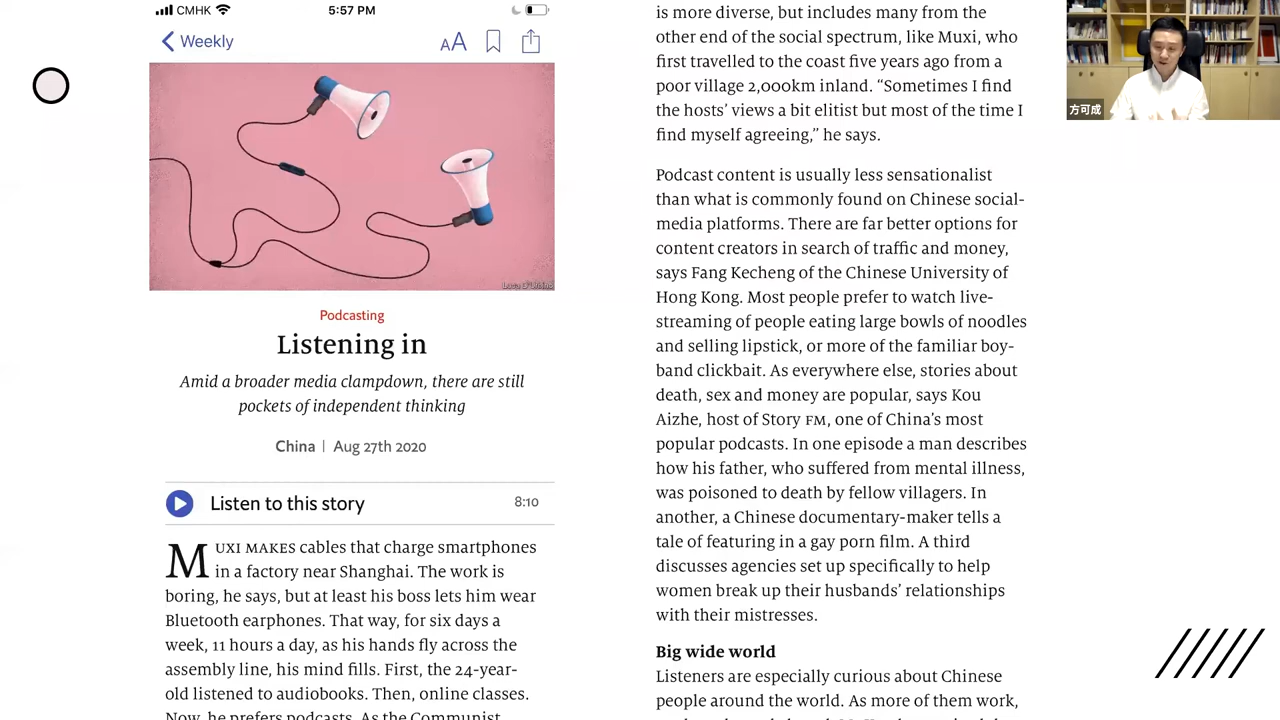 CMHK
5:57 PM
Weekly
AA
Podcasting
Listening in
Amid a broader media clampdown, there are still
pockets of independent thinking
China | Aug 27th 2020
Listen to this story
8:10
MUXI MAKES cables that charge smartphones
in a factory near Shanghai. The work is
boring, he says, but at least his boss lets him wear
Bluetooth earphones. That way, for six days a
week, 11 hours a day, as his hands fly across the
assembly line, his mind fills. First, the 24-year-
old listened to audiobooks. Then, online classes.
Now, he prefers podcasts. As the Communist
is more diverse, but includes many from the
other end of the social spectrum, like Muxi, who
first travelled to the coast five years ago from a
poor village 2,000km inland. “Sometimes I find
the hosts’ views a bit elitist but most of the time I
find myself agreeing,” he says.
Podcast content is usually less sensationalist
than what is commonly found on Chinese social-
media platforms. There are far better options for
content creators in search of traffic and money,
says Fang Kecheng of the Chinese University of
Hong Kong. Most people prefer to watch live-
streaming of people eating large bowls of noodles
and selling lipstick, or more of the familiar boy-
band clickbait. As everywhere else, stories about
death, sex and money are popular, says Kou
Aizhe, host of Story FM, one of China’s most
popular podcasts. In one episode a man describes
how his father, who suffered from mental illness,
was poisoned to death by fellow villagers. In
another, a Chinese documentary-maker tells a
tale of featuring in a gay porn film. A third
discusses agencies set up specifically to help
women break up their husbands’ relationships
with their mistresses.
Big wide world
Listeners are especially curious about Chinese
people around the world. As more of them work,
方可成